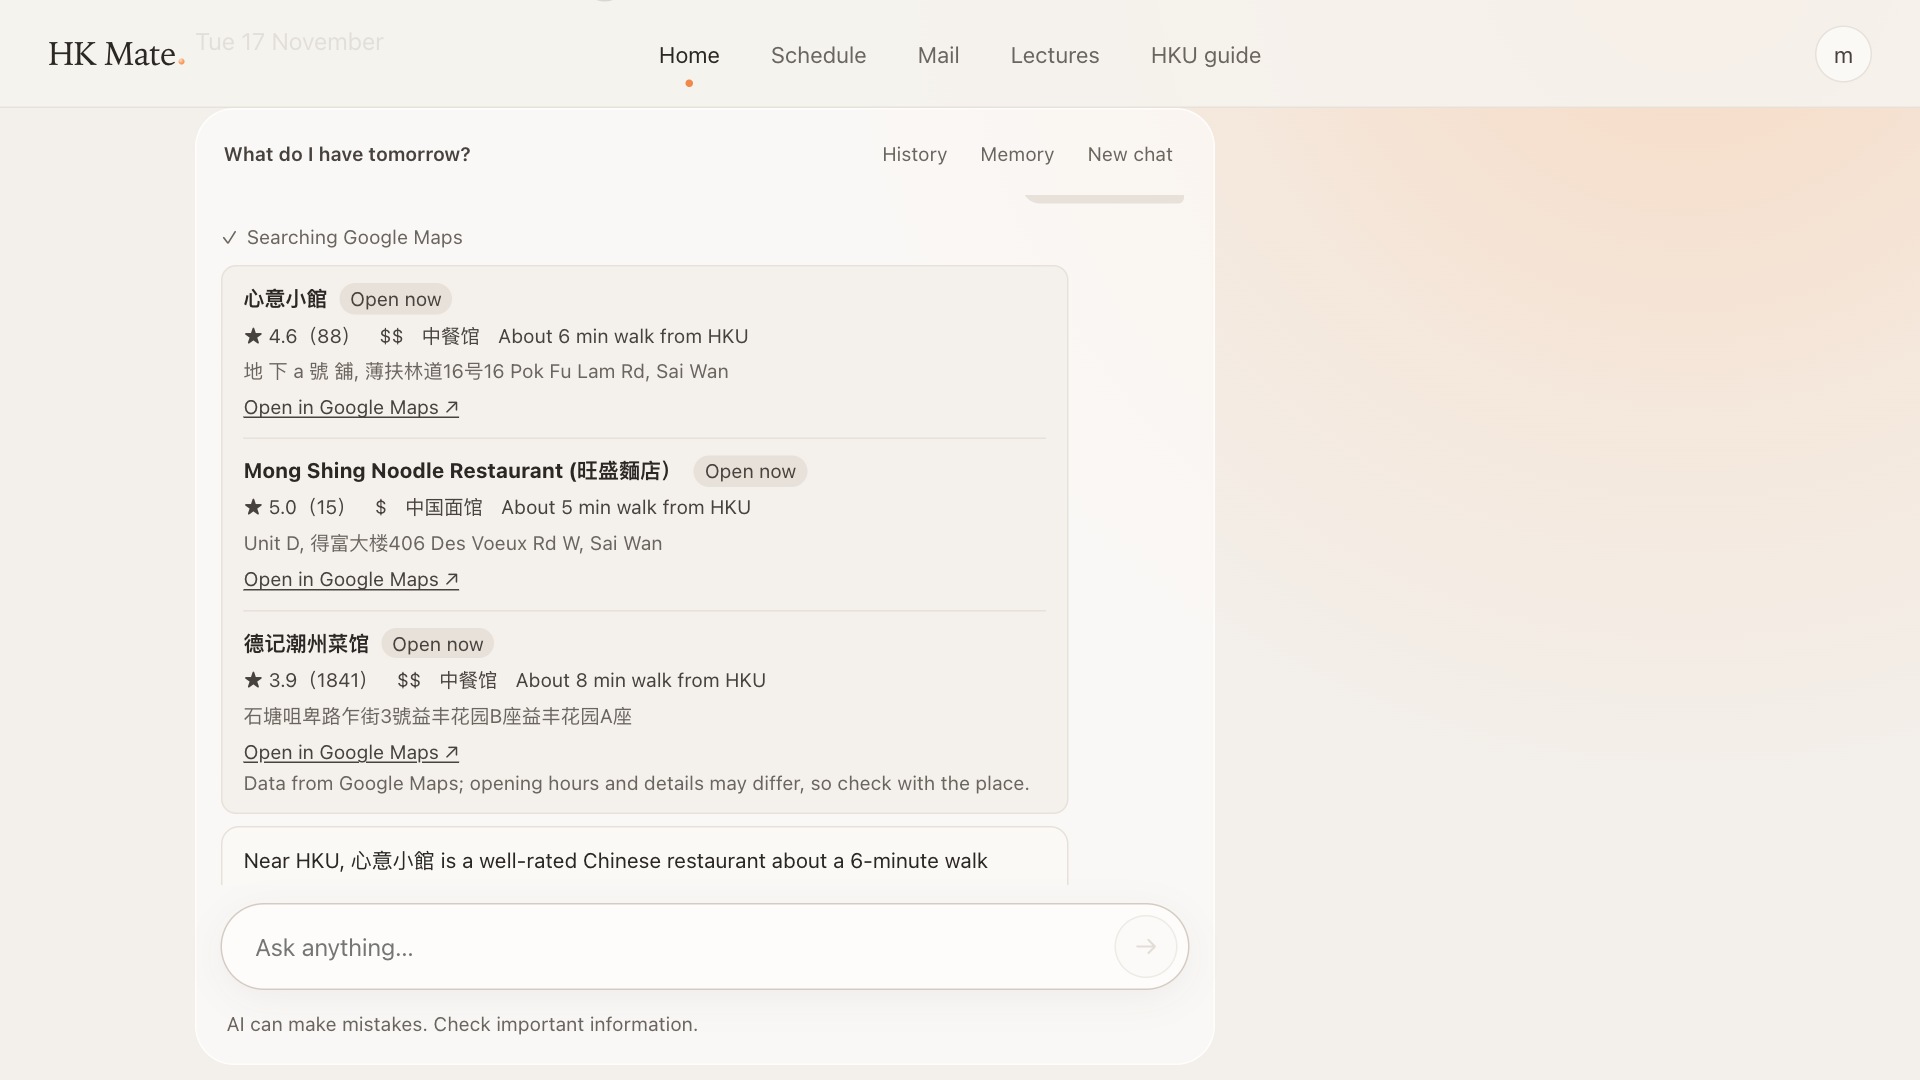 HK Mate.
Tue 17 November
Home Schedule Mail Lectures HKU guide
m
What do I have tomorrow?
History Memory New chat
Searching Google Maps
心意小館 Open now
★ 4.6 (88) $$ 中餐馆 About 6 min walk from HKU
地 下 a 號 舖, 薄扶林道16号16 Pok Fu Lam Rd, Sai Wan
Open in Google Maps ↗
Mong Shing Noodle Restaurant (旺盛麵店） Open now
★ 5.0 (15) $ 中国面馆 About 5 min walk from HKU
Unit D, 得富大楼406 Des Voeux Rd W, Sai Wan
Open in Google Maps ↗
德记潮州菜馆 Open now
★ 3.9 (1841) $$ 中餐馆 About 8 min walk from HKU
石塘咀卑路乍街3號益丰花园B座益丰花园A座
Open in Google Maps ↗
Data from Google Maps; opening hours and details may differ, so check with the place.
Near HKU, 心意小館 is a well-rated Chinese restaurant about a 6-minute walk
Ask anything...
AI can make mistakes. Check important information.